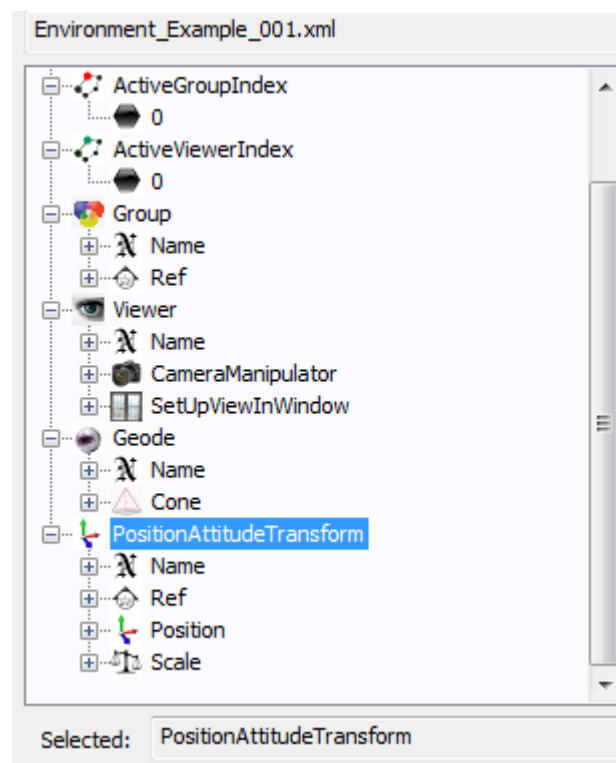 Environment_Example_001.xml
ActiveGroupIndex
0
ActiveViewerIndex
0
Group
Name
Ref
Viewer
Name
CameraManipulator
SetUpViewInWindow
Geode
Name
Cone
PositionAttitudeTransform
Name
Ref
Position
Scale
Selected: PositionAttitudeTransform